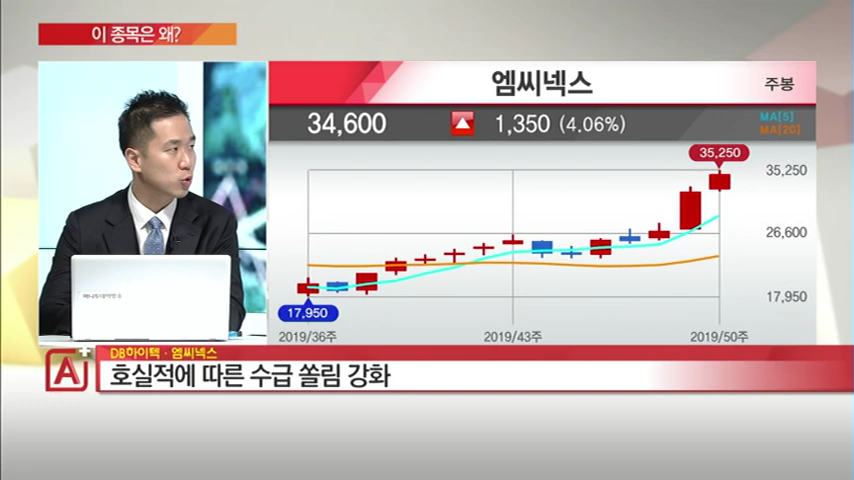 이 종목은 왜?
엠씨넥스
주봉
34,600
1,350 (4.06%)
MA[5]
MA[20]
35,250
35,250
26,600
17,950
17,950
2019/36주
2019/43주
2019/50주
A+
DB하이텍 · 엠씨넥스
호실적에 따른 수급 쏠림 강화